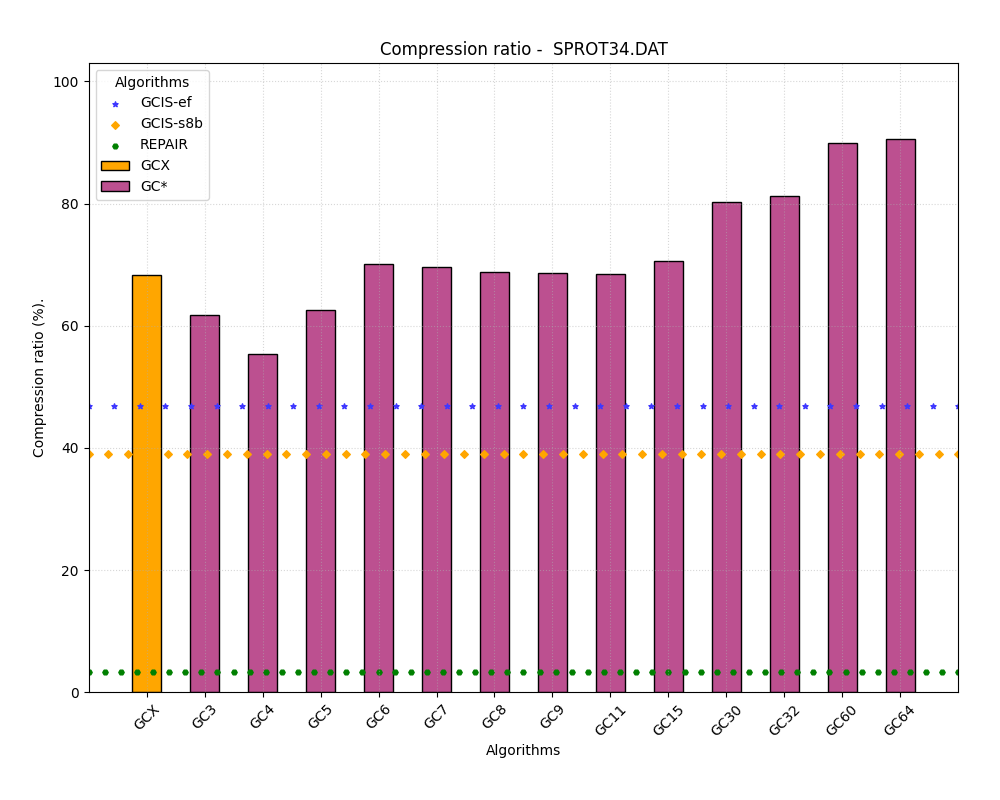 Compression ratio -  SPROT34.DAT
Algorithms
GCIS-ef
GCIS-s8b
REPAIR
GCX
GC*
Compression ratio (%).
100
80
60
40
20
0
GCX GC3 GC4 GC5 GC6 GC7 GC8 GC9 GC11 GC15 GC30 GC32 GC60 GC64
Algorithms